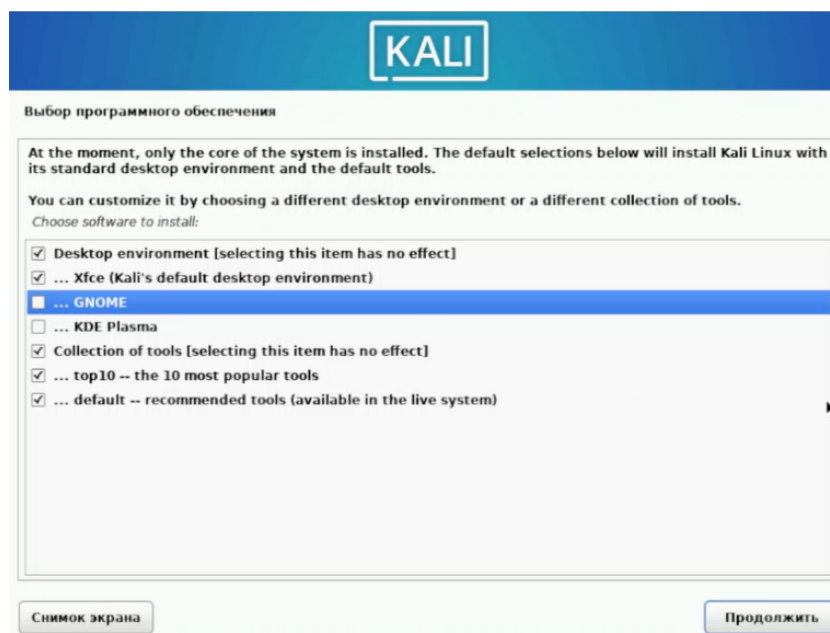 KALI
Выбор программного обеспечения
At the moment, only the core of the system is installed. The default selections below will install Kali Linux with
its standard desktop environment and the default tools.
You can customize it by choosing a different desktop environment or a different collection of tools.
Choose software to install:
Desktop environment [selecting this item has no effect]
... Xfce (Kali's default desktop environment)
... GNOME
... KDE Plasma
Collection of tools [selecting this item has no effect]
... top10 -- the 10 most popular tools
... default -- recommended tools (available in the live system)
Снимок экрана
Продолжить